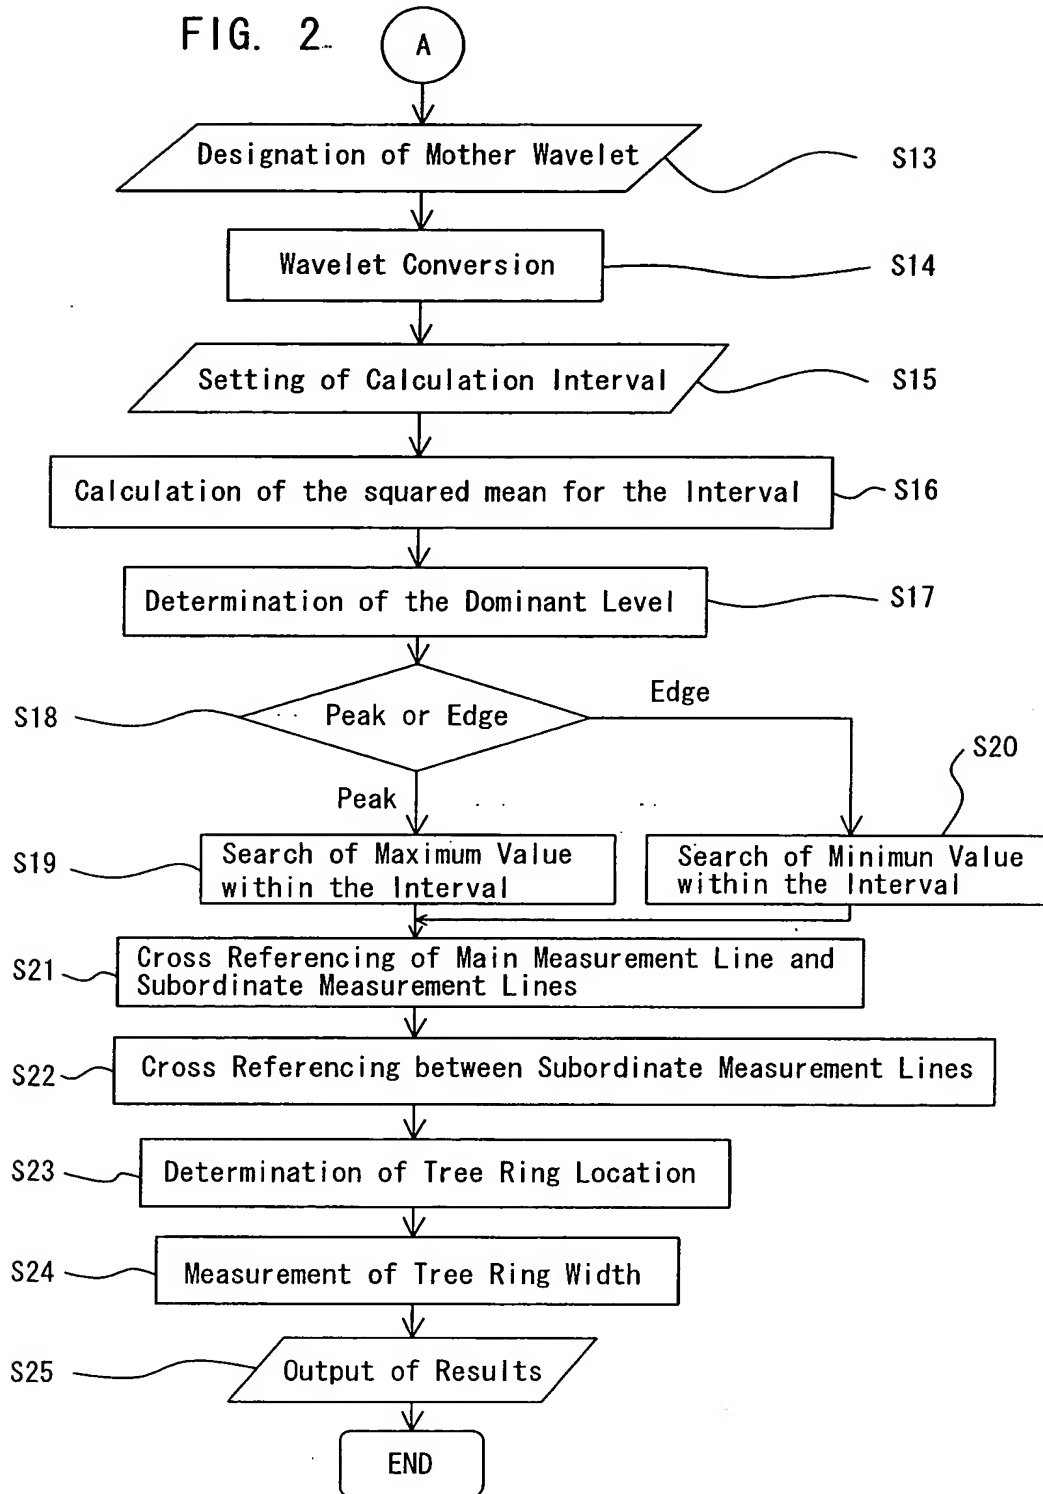 FIG. 2
A
Designation of Mother Wavelet
S13
Wavelet Conversion
S14
Setting of Calculation Interval
S15
Calculation of the squared mean for the Interval
S16
Determination of the Dominant Level
S17
S18
Peak or Edge
Edge
Peak
S20
S19
Search of Maximum Value
within the Interval
Search of Minimun Value
within the Interval
S21
Cross Referencing of Main Measurement Line and
Subordinate Measurement Lines
S22
Cross Referencing between Subordinate Measurement Lines
S23
Determination of Tree Ring Location
S24
Measurement of Tree Ring Width
S25
Output of Results
END